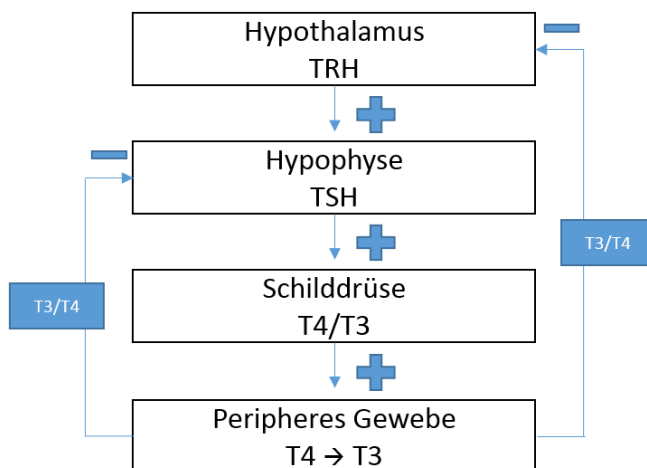 Hypothalamus
TRH
Hypophyse
TSH
T3/T4
T3/T4
Schilddrüse
T4/T3
Peripheres Gewebe
T4 → T3